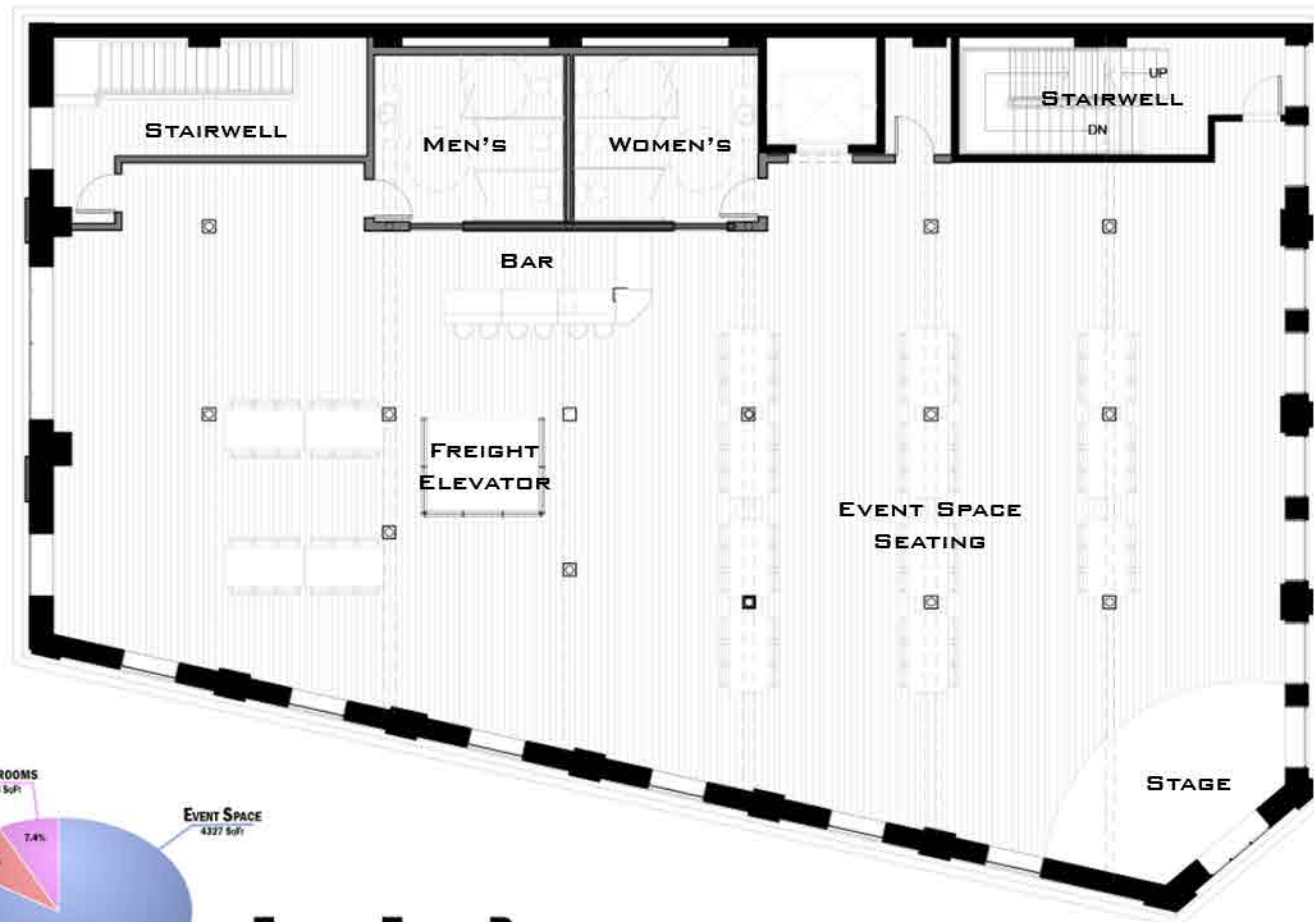 UP
STAIRWELL
STAIRWELL
DN
MEN'S
WOMEN'S
BAR
FREIGHT
ELEVATOR
EVENT SPACE
SEATING
STAGE
ROOMS
SQFT
7.4%
EVENT SPACE
4327 SQFT